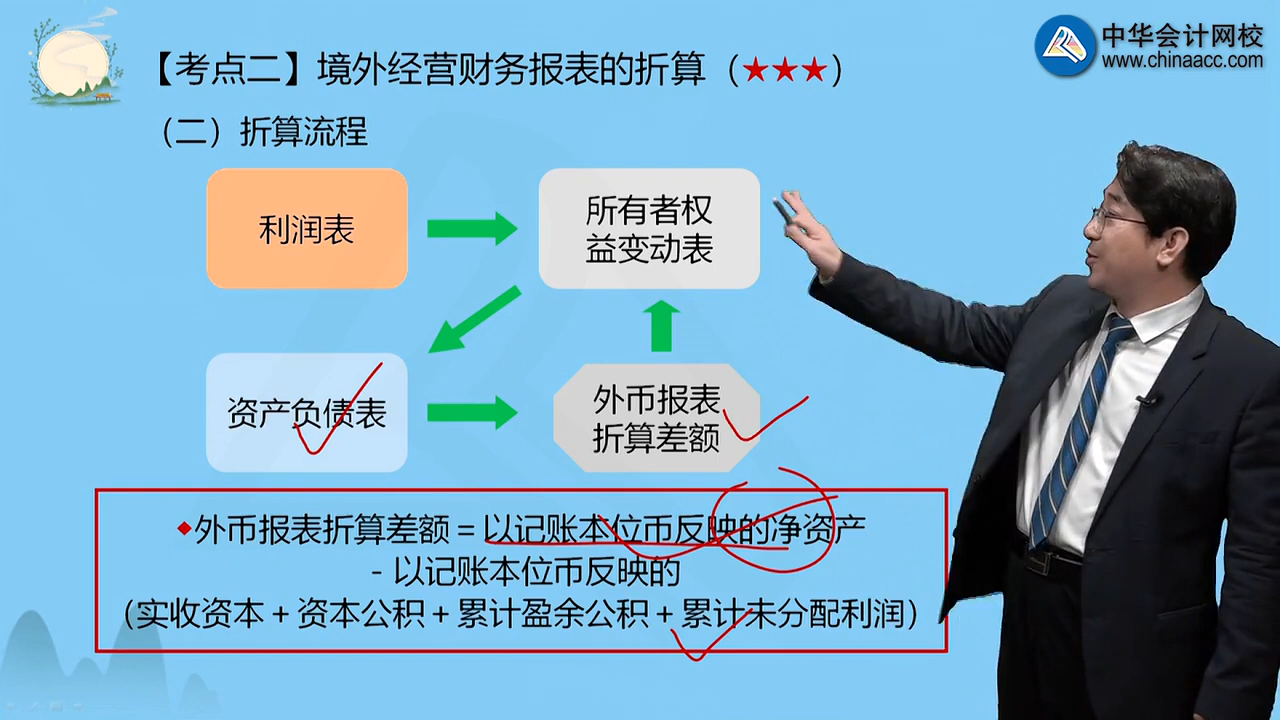 【考点二】境外经营财务报表的折算（★★★）
中华会计网校
www.chinaacc.com
（二）折算流程
利润表
所有者权
益变动表
资产负债表
外币报表
折算差额
外币报表折算差额 = 以记账本位币反映的净资产
- 以记账本位币反映的
（实收资本 + 资本公积 + 累计盈余公积 + 累计未分配利润）